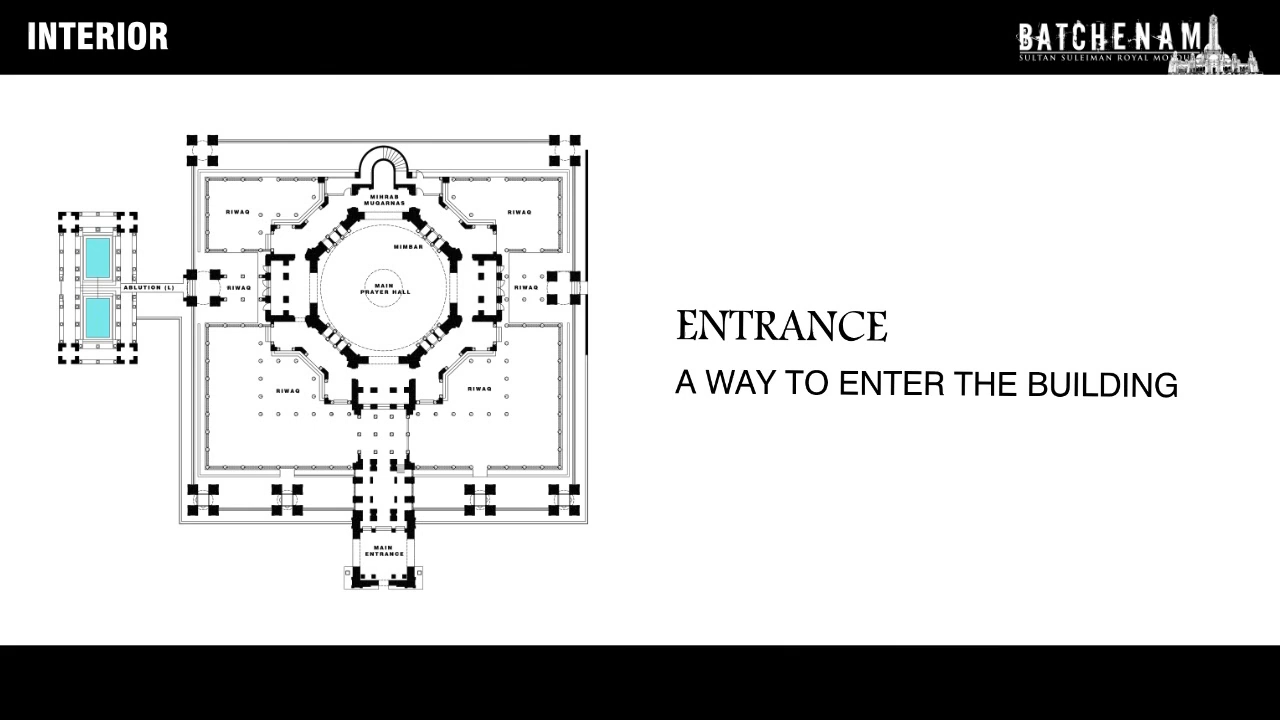 INTERIOR
BATCHENAM
SULTAN SULEIMAN ROYAL MOSQUE
MIHRAB
MUQARNAS
RIWAQ
RIWAQ
MIMBAR
ABLUTION (L)
RIWAQ
MAIN
PRAYER HALL
RIWAQ
RIWAQ
RIWAQ
MAIN
ENTRANCE
ENTRANCE
A WAY TO ENTER THE BUILDING